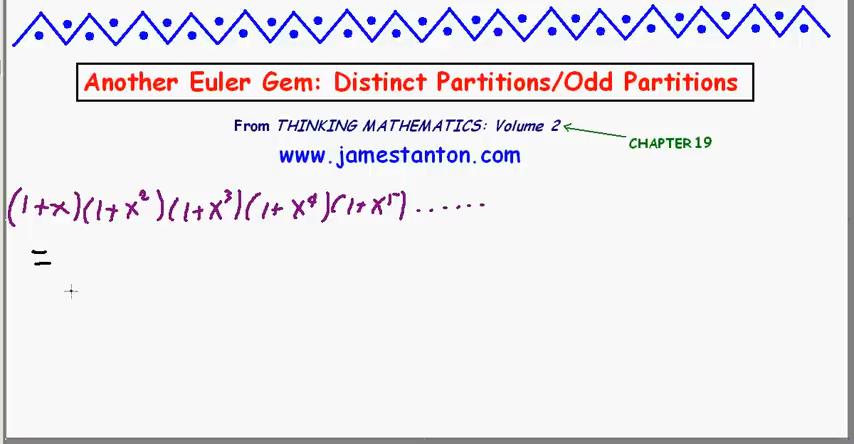 Another Euler Gem: Distinct Partitions/Odd Partitions
From THINKING MATHEMATICS: Volume 2
CHAPTER 19
www.jamestanton.com
(1+x)(1+x²)(1+x³)(1+x⁴)(1+x⁵)......
=